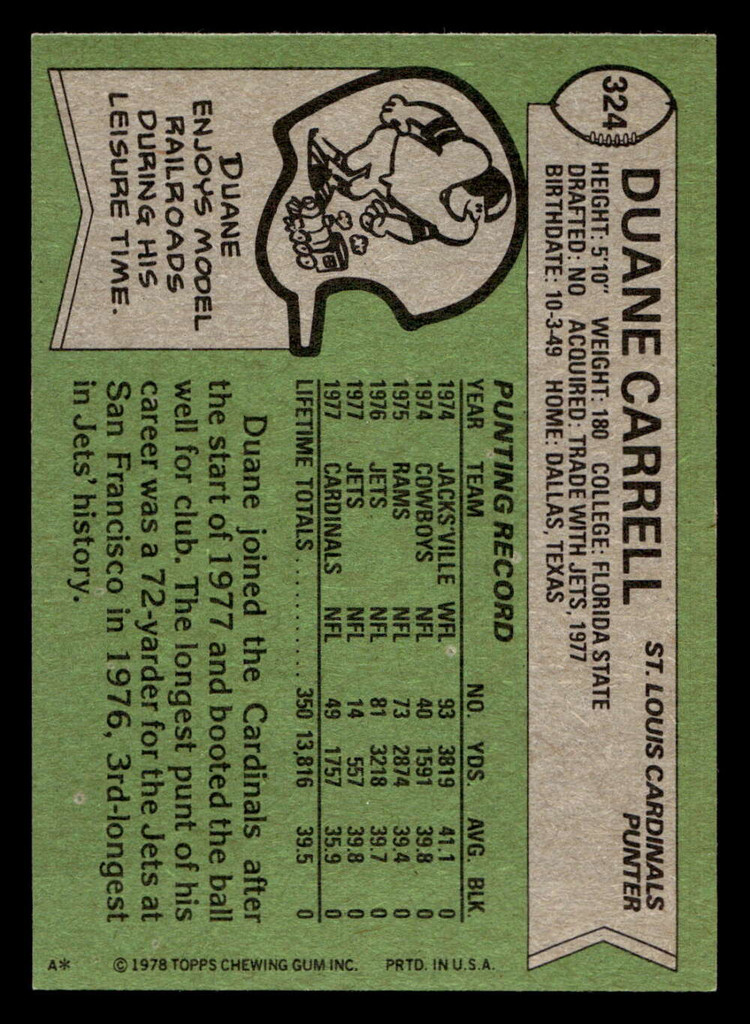 324
DUANE CARRELL
ST. LOUIS CARDINALS
PUNTER
HEIGHT: 5'10" WEIGHT: 180 COLLEGE: FLORIDA STATE
DRAFTED: NO ACQUIRED: TRADE WITH JETS, 1977
BIRTHDATE: 10-3-49 HOME: DALLAS, TEXAS
DUANE
ENJOYS MODEL
RAILROADS
DURING HIS
LEISURE TIME.
PUNTING RECORD
YEAR TEAM NO. YDS. AVG. BLK.
1974 JACKS'VILLE WFL 93 3819 41.1 0
1974 COWBOYS NFL 40 1591 39.8 0
1975 RAMS NFL 73 2874 39.4 0
1976 JETS NFL 81 3218 39.7 0
1977 JETS NFL 14 557 39.8 0
1977 CARDINALS NFL 49 1757 35.9 0
LIFETIME TOTALS .......... 350 13,816 39.5 0
Duane joined the Cardinals after
the start of 1977 and booted the ball
well for club. The longest punt of his
career was a 72-yarder for the Jets at
San Francisco in 1976, 3rd-longest
in Jets' history.
A* © 1978 TOPPS CHEWING GUM INC. PRTD. IN U.S.A.